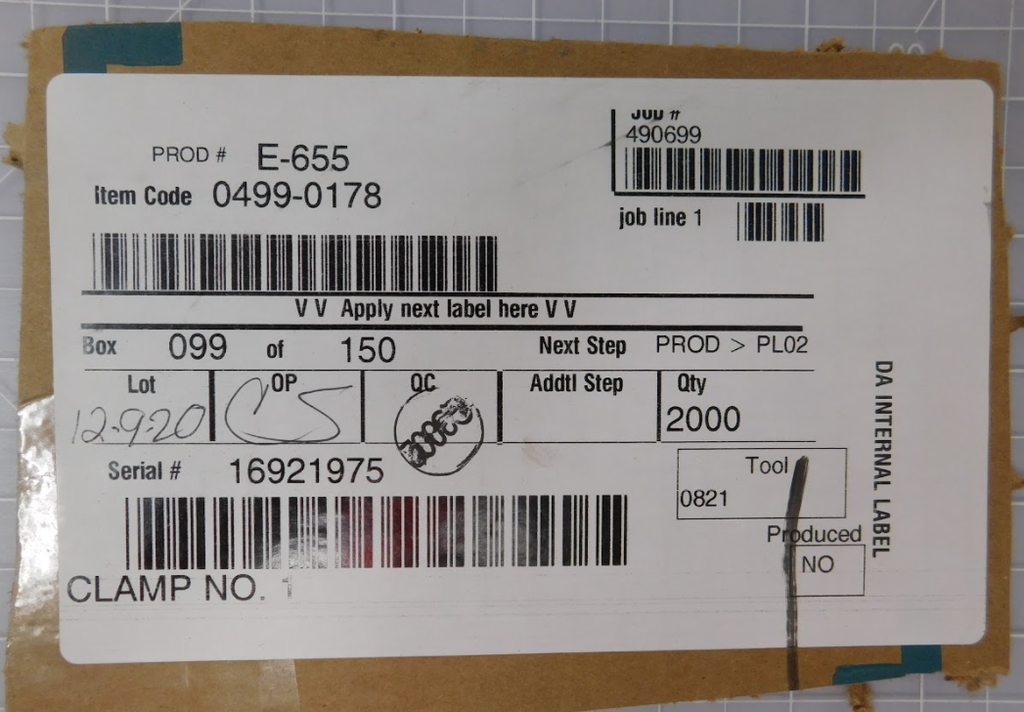 PROD # E-655
Item Code 0499-0178
JOB #
490699
job line 1
V V Apply next label here V V
Box 099 of 150 Next Step PROD > PL02
Lot OP QC Addtl Step Qty
12-9-20 CS 2000
Serial # 16921975
Tool
0821
Produced
NO
CLAMP NO. 1
DA INTERNAL LABEL